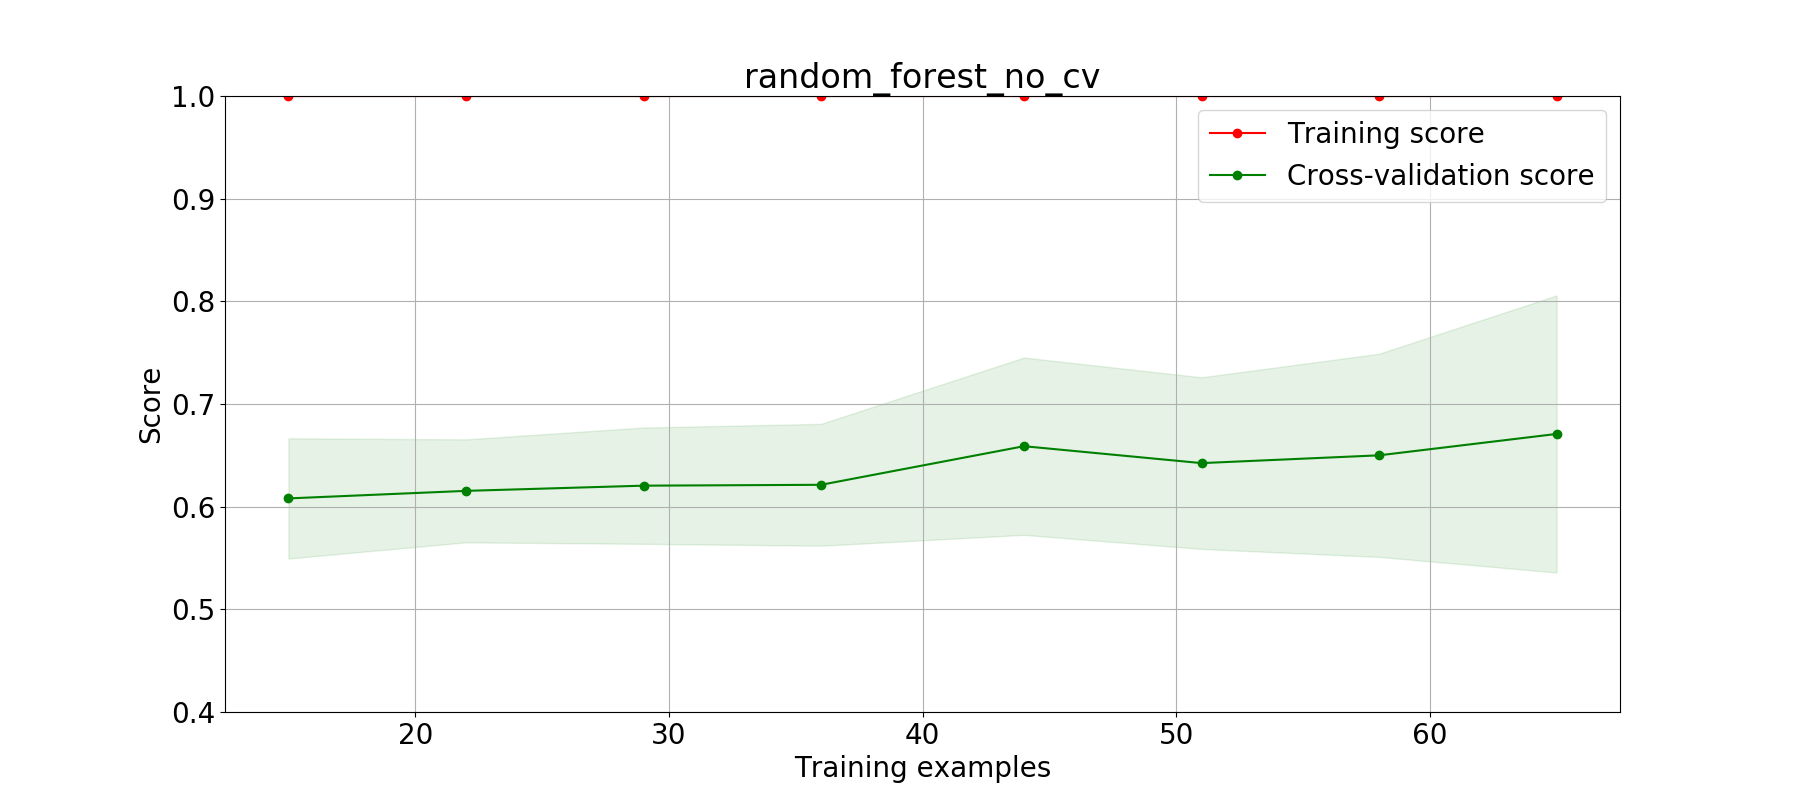 random_forest_no_cv
1.0
0.9
0.8
0.7
0.6
0.5
0.4
Score
Training score
Cross-validation score
20 30 40 50 60
Training examples